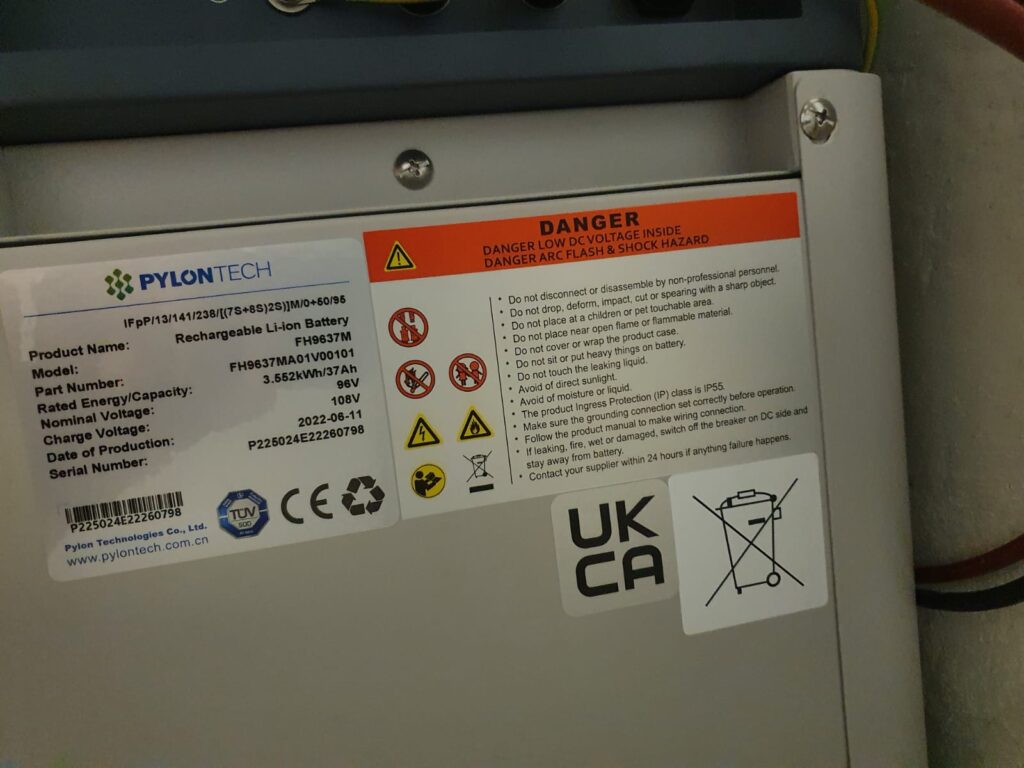 PYLONTECH
IFpP/13/141/238/[(7S+8S)2S)]M/0+50/95
Product Name: Rechargeable Li-ion Battery
Model: FH9637M
Part Number: FH9637MA01V00101
Rated Energy/Capacity: 3.552kWh/37Ah
Nominal Voltage: 96V
Charge Voltage: 108V
Date of Production: 2022-06-11
Serial Number: P225024E22260798
P225024E22260798
Pylon Technologies Co., Ltd.
www.pylontech.com.cn
TÜV
SÜD
CE
DANGER
DANGER LOW DC VOLTAGE INSIDE
DANGER ARC FLASH & SHOCK HAZARD
• Do not disconnect or disassemble by non-professional personnel.
• Do not drop, deform, impact, cut or spearing with a sharp object.
• Do not place at a children or pet touchable area.
• Do not place near open flame or flammable material.
• Do not cover or wrap the product case.
• Do not sit or put heavy things on battery.
• Do not touch the leaking liquid.
• Avoid of direct sunlight.
• Avoid of moisture or liquid.
• The product Ingress Protection (IP) class is IP55.
• Make sure the grounding connection set correctly before operation.
• Follow the product manual to make wiring connection.
• If leaking, fire, wet or damaged, switch off the breaker on DC side and
stay away from battery.
• Contact your supplier within 24 hours if anything failure happens.
UK
CA